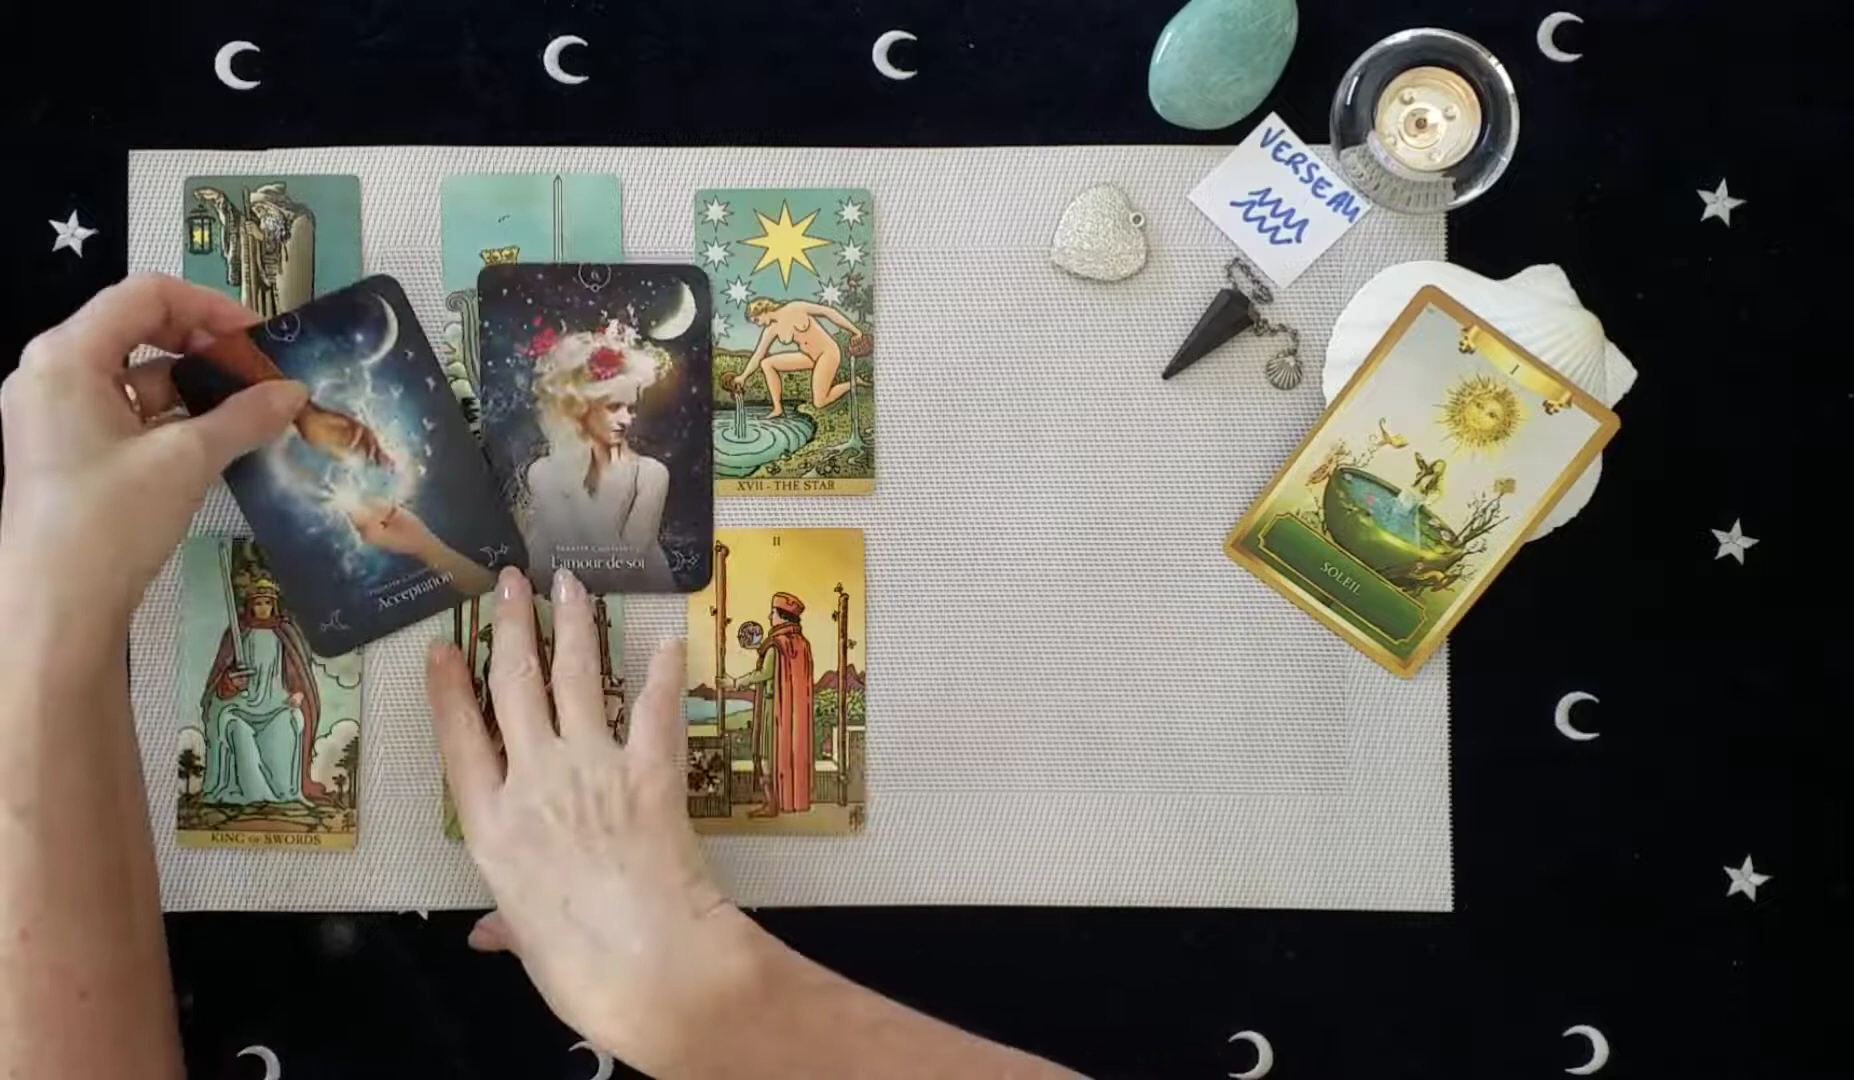 VERSEAU
XVII - THE STAR
I
SOLEIL
L'amour de soi
Acceptation
II
KING OF SWORDS